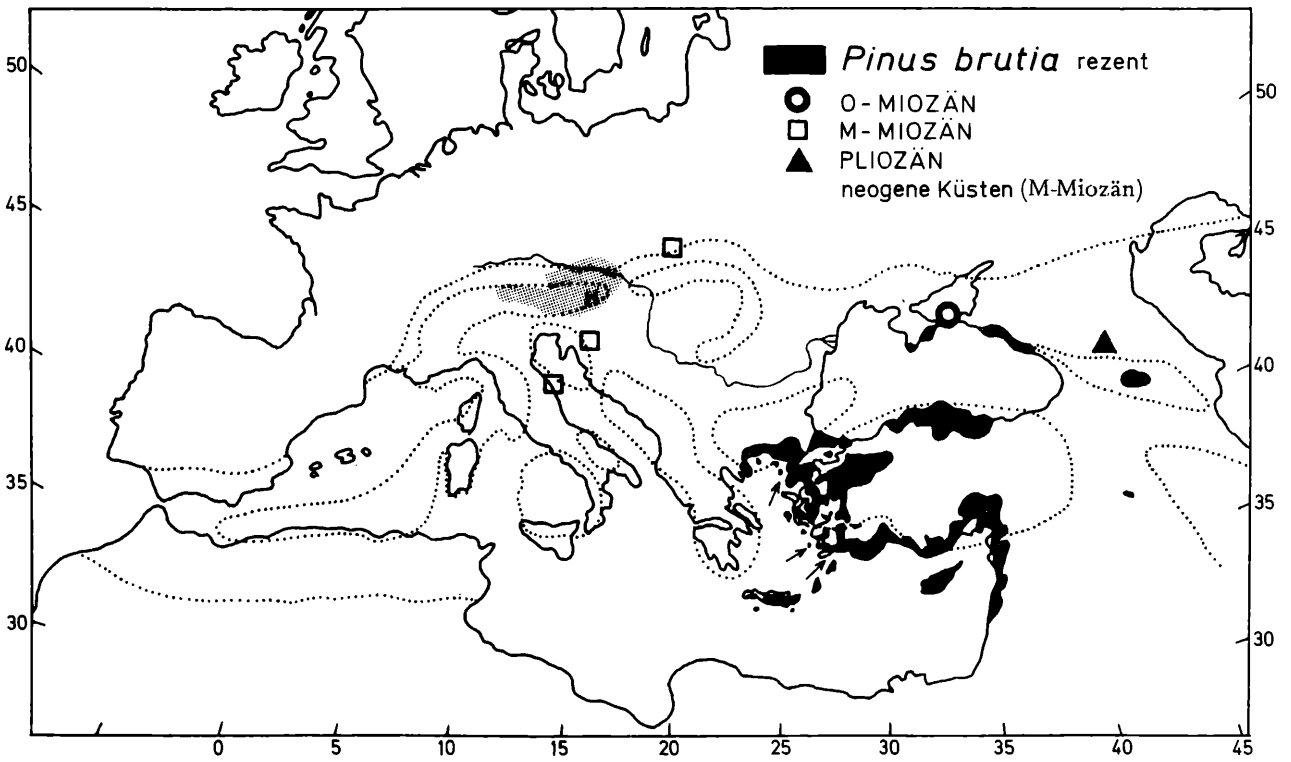 Pinus brutia rezent
O-MIOZÄN
M-MIOZÄN
PLIOZÄN
neogene Küsten (M-Miozän)
50
45
40
35
30
50
45
40
35
30
0 5 10 15 20 25 30 35 40 45